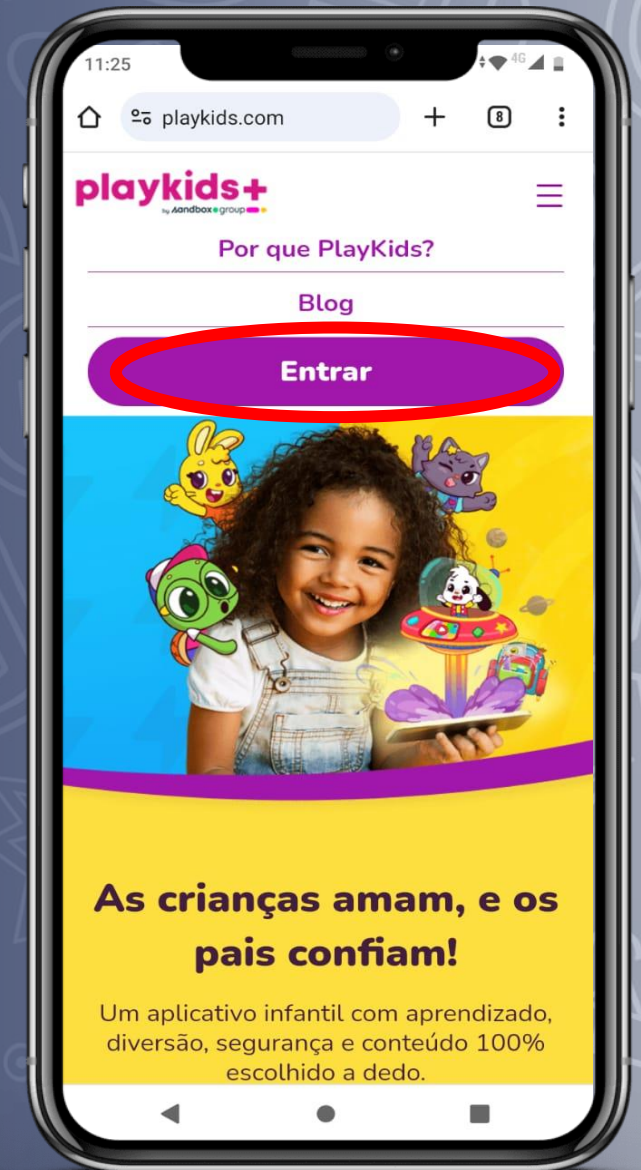 11:25
4G
playkids.com
8
playkids+
by sandbox group
Por que PlayKids?
Blog
Entrar
As crianças amam, e os
pais confiam!
Um aplicativo infantil com aprendizado,
diversão, segurança e conteúdo 100%
escolhido a dedo.